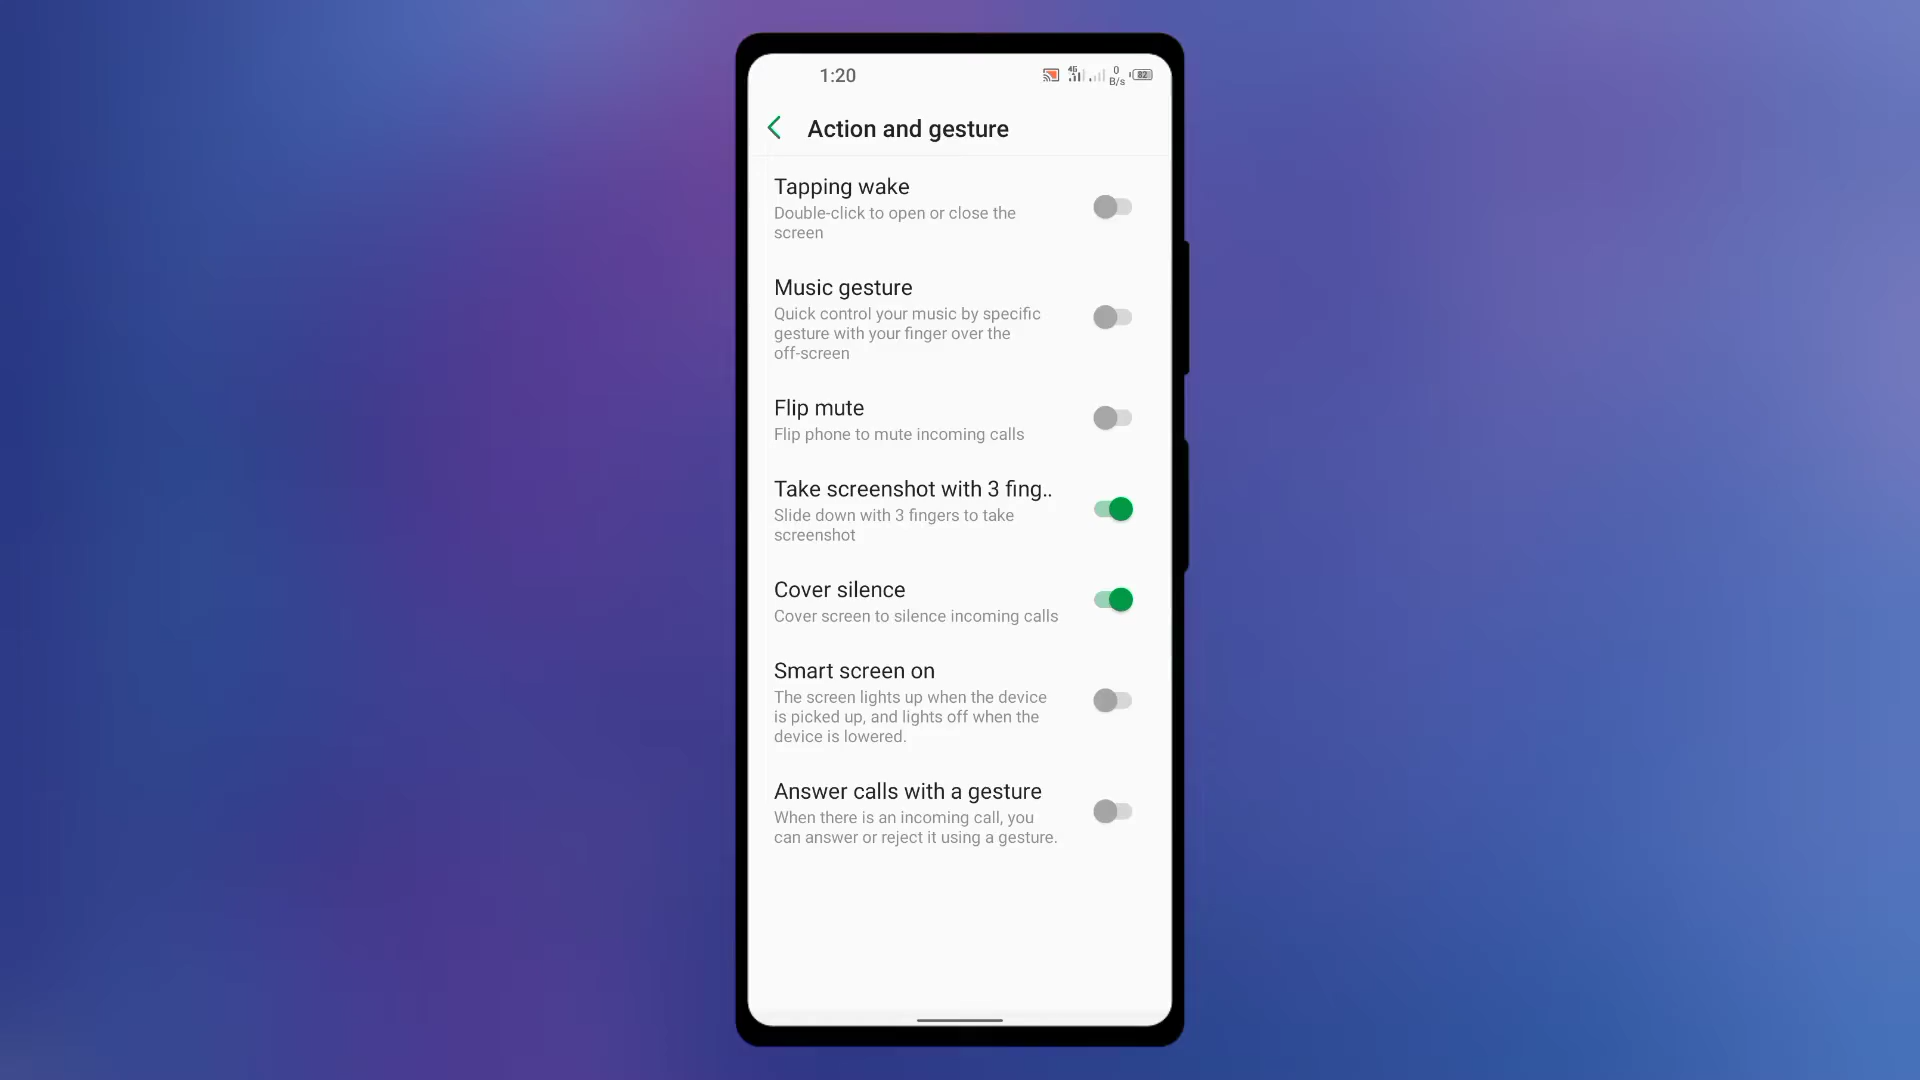 1:20
4G
0
B/s
82
Action and gesture
Tapping wake
Double-click to open or close the
screen
Music gesture
Quick control your music by specific
gesture with your finger over the
off-screen
Flip mute
Flip phone to mute incoming calls
Take screenshot with 3 fing..
Slide down with 3 fingers to take
screenshot
Cover silence
Cover screen to silence incoming calls
Smart screen on
The screen lights up when the device
is picked up, and lights off when the
device is lowered.
Answer calls with a gesture
When there is an incoming call, you
can answer or reject it using a gesture.